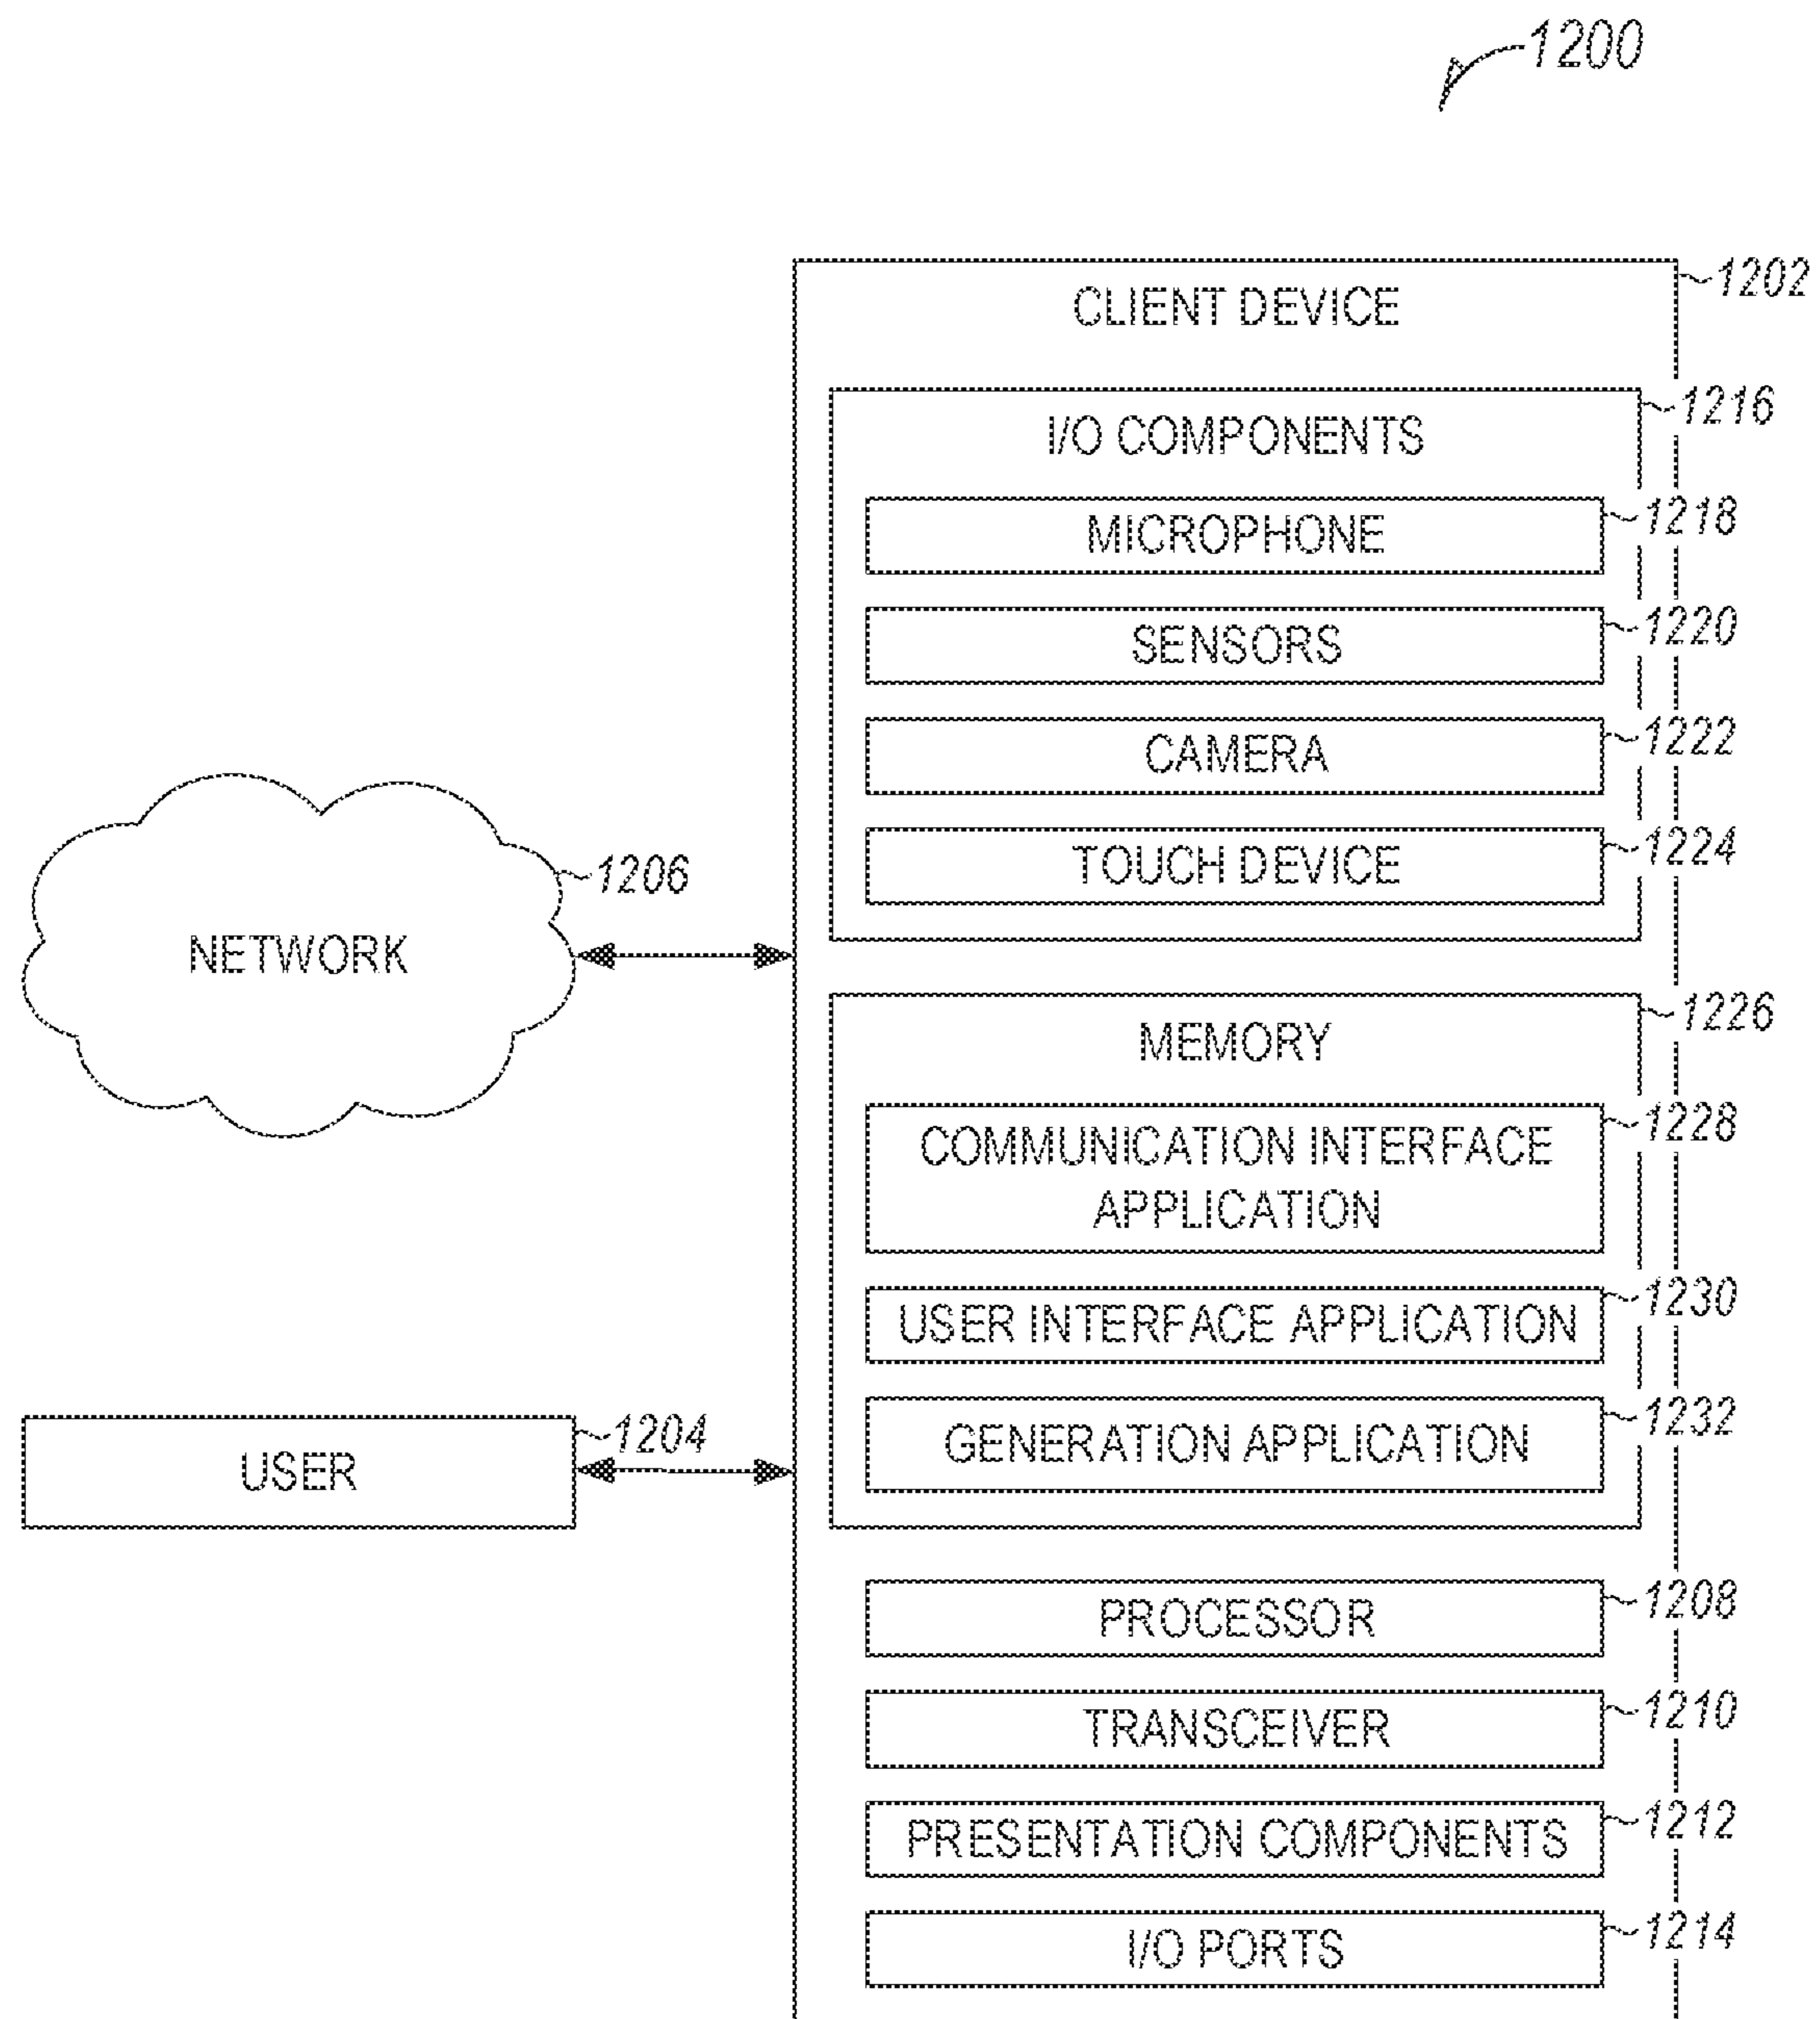 1200
CLIENT DEVICE
1202
I/O COMPONENTS
1216
MICROPHONE
1218
SENSORS
1220
CAMERA
1222
TOUCH DEVICE
1224
NETWORK
1206
MEMORY
1226
COMMUNICATION INTERFACE
APPLICATION
1228
USER INTERFACE APPLICATION
1230
GENERATION APPLICATION
1232
USER
1204
PROCESSOR
1208
TRANSCEIVER
1210
PRESENTATION COMPONENTS
1212
I/O PORTS
1214